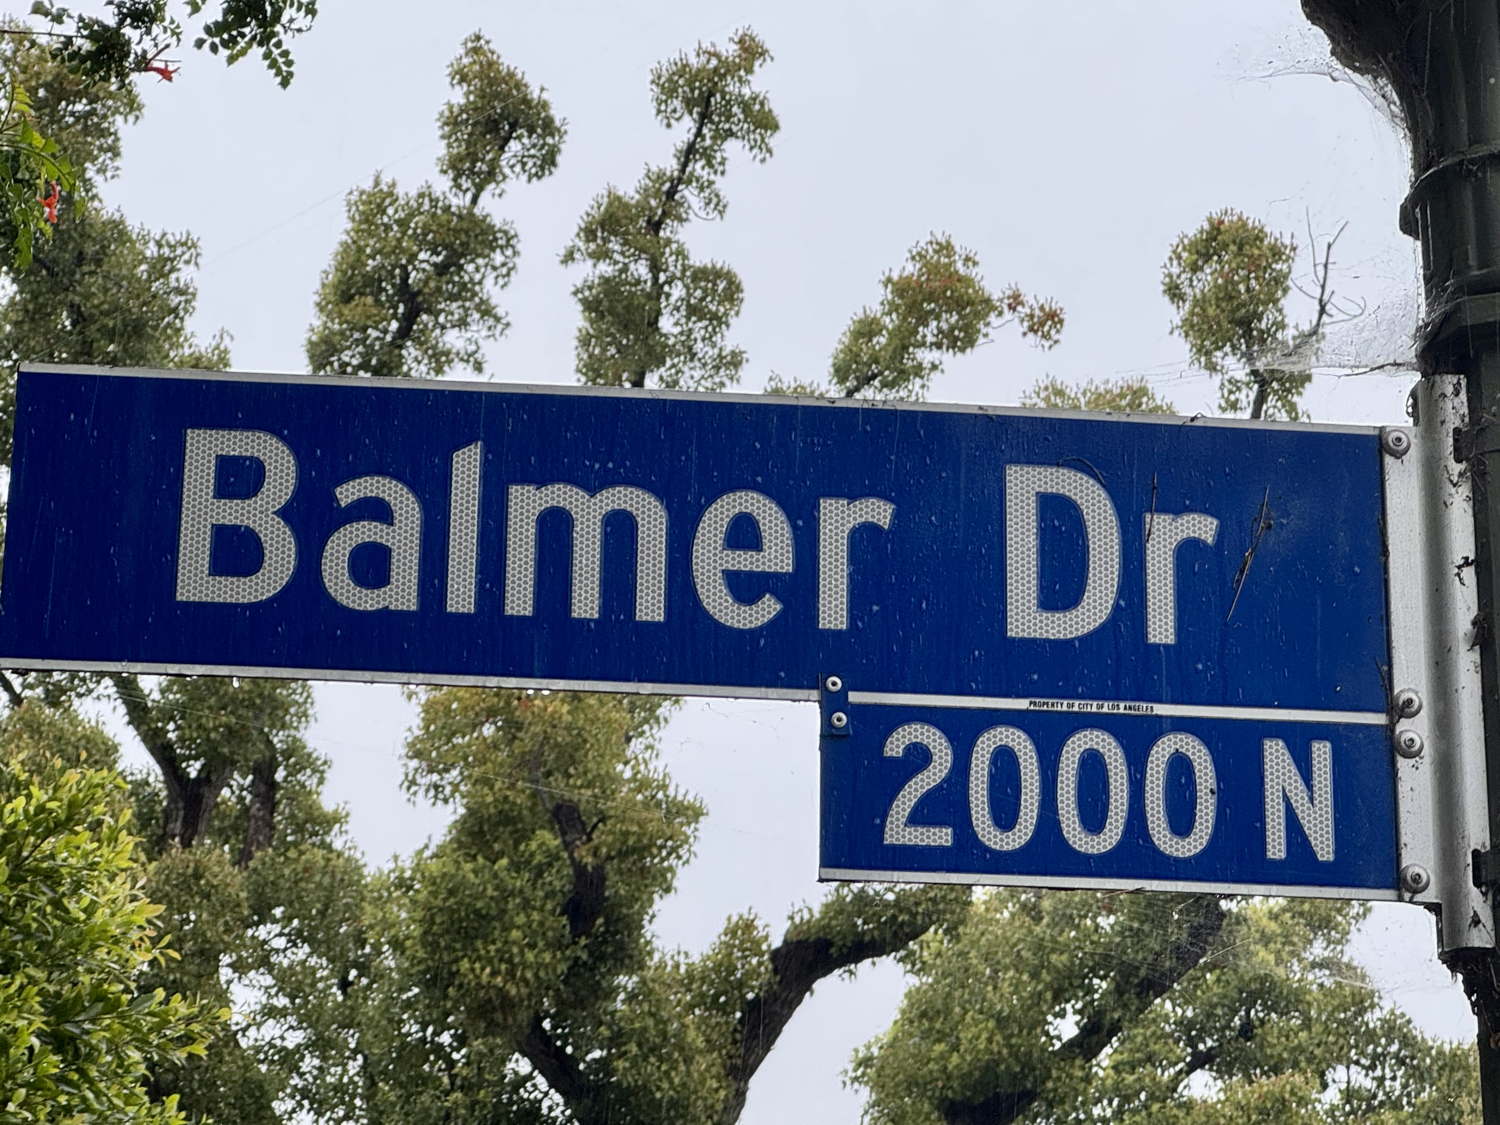 Balmer Dr
PROPERTY OF CITY OF LOS ANGELES
2000 N